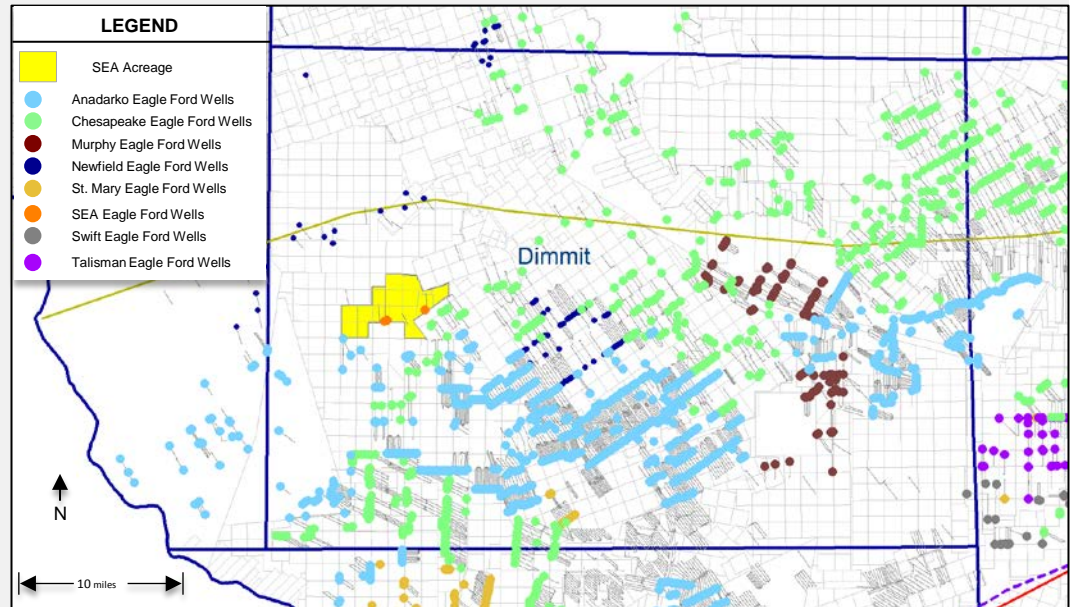 LEGEND
SEA Acreage
Anadarko Eagle Ford Wells
Chesapeake Eagle Ford Wells
Murphy Eagle Ford Wells
Newfield Eagle Ford Wells
St. Mary Eagle Ford Wells
SEA Eagle Ford Wells
Swift Eagle Ford Wells
Talisman Eagle Ford Wells
Dimmit
N
10 miles